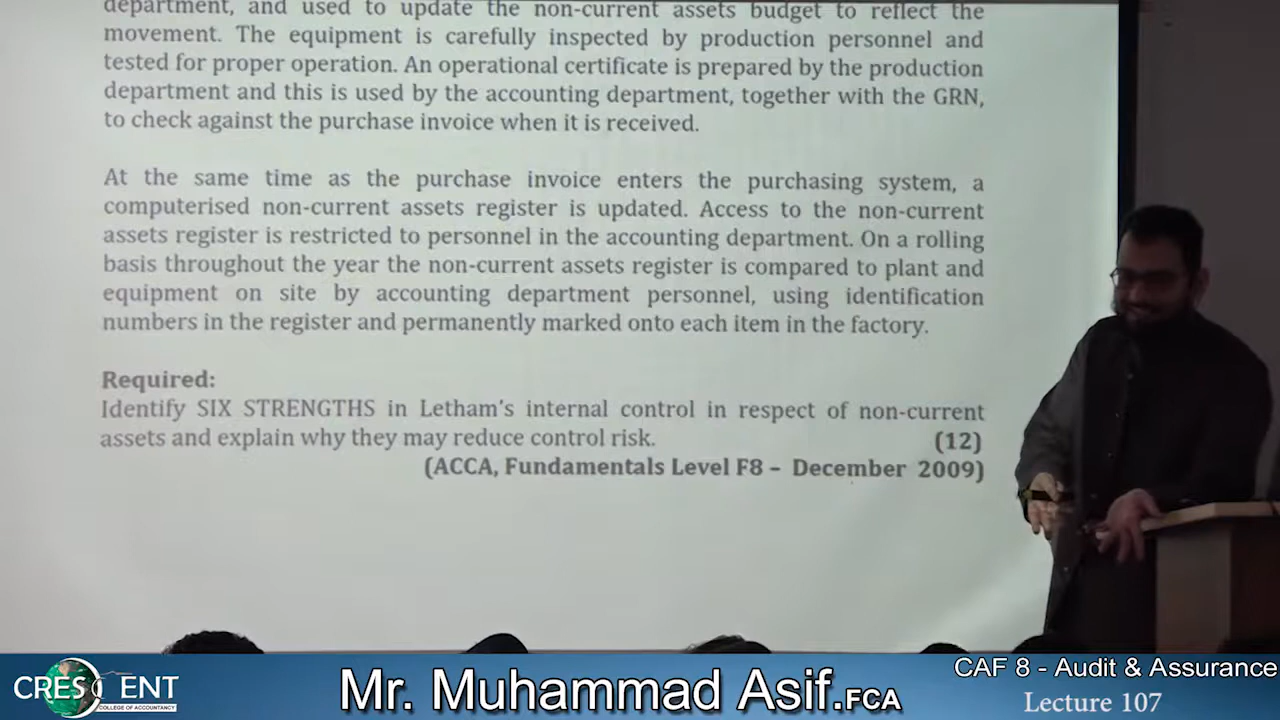 department, and used to update the non-current assets budget to reflect the
movement. The equipment is carefully inspected by production personnel and
tested for proper operation. An operational certificate is prepared by the production
department and this is used by the accounting department, together with the GRN,
to check against the purchase invoice when it is received.
At the same time as the purchase invoice enters the purchasing system, a
computerised non-current assets register is updated. Access to the non-current
assets register is restricted to personnel in the accounting department. On a rolling
basis throughout the year the non-current assets register is compared to plant and
equipment on site by accounting department personnel, using identification
numbers in the register and permanently marked onto each item in the factory.
Required:
Identify SIX STRENGTHS in Letham's internal control in respect of non-current
assets and explain why they may reduce control risk. (12)
(ACCA, Fundamentals Level F8 – December 2009)
CRESCENT
COLLEGE OF ACCOUNTANCY
Mr. Muhammad Asif.FCA
CAF 8 - Audit & Assurance
Lecture 107